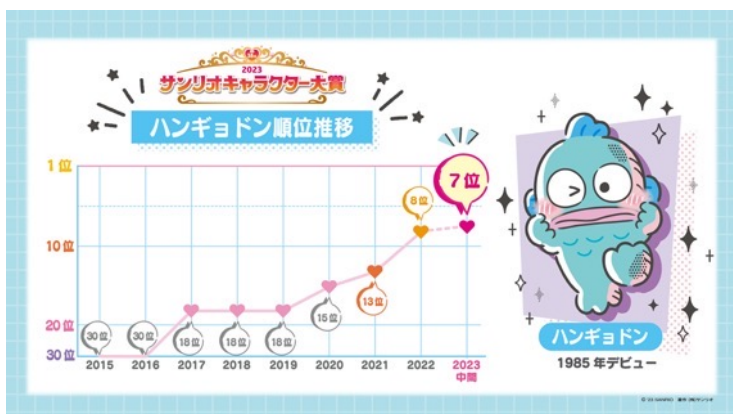 2023
サンリオキャラクター大賞
ハンギョドン順位推移
1位
10位
20位
30位
30位
30位
18位
18位
18位
15位
13位
8位
7位
2015
2016
2017
2018
2019
2020
2021
2022
2023
中間
ハンギョドン
1985年デビュー